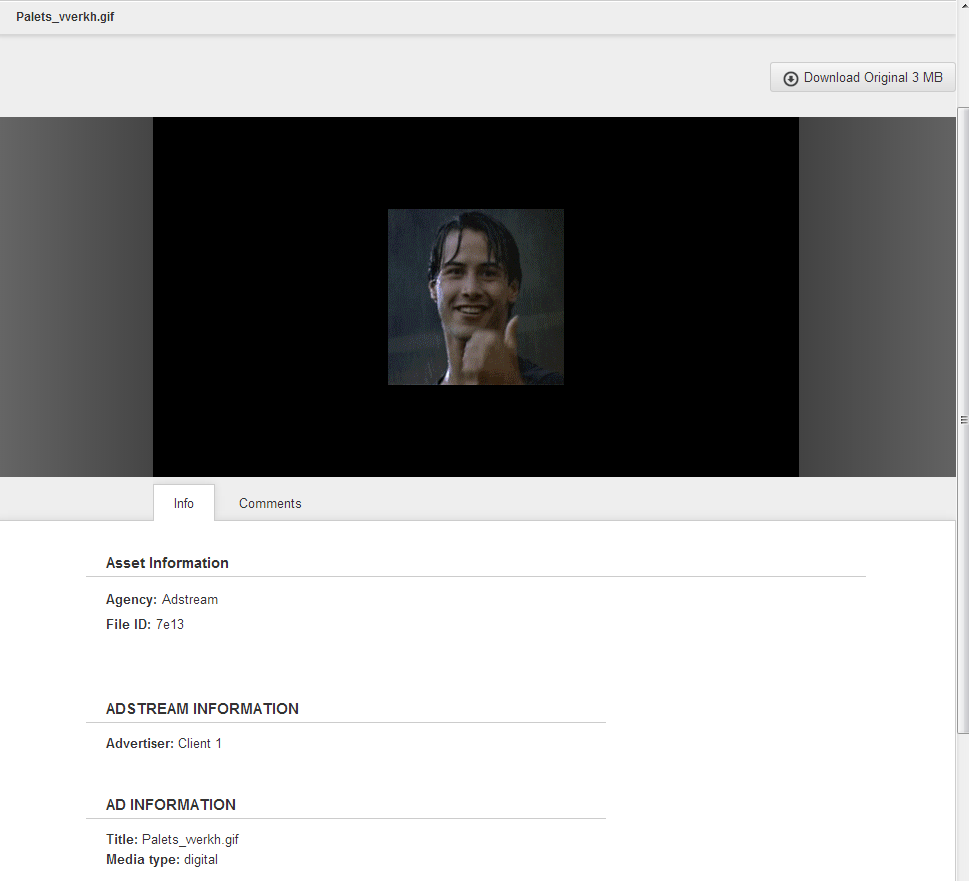 Palets_vverkh.gif
Download Original 3 MB
Info
Comments
Asset Information
Agency: Adstream
File ID: 7e13
ADSTREAM INFORMATION
Advertiser: Client 1
AD INFORMATION
Title: Palets_vverkh.gif
Media type: digital